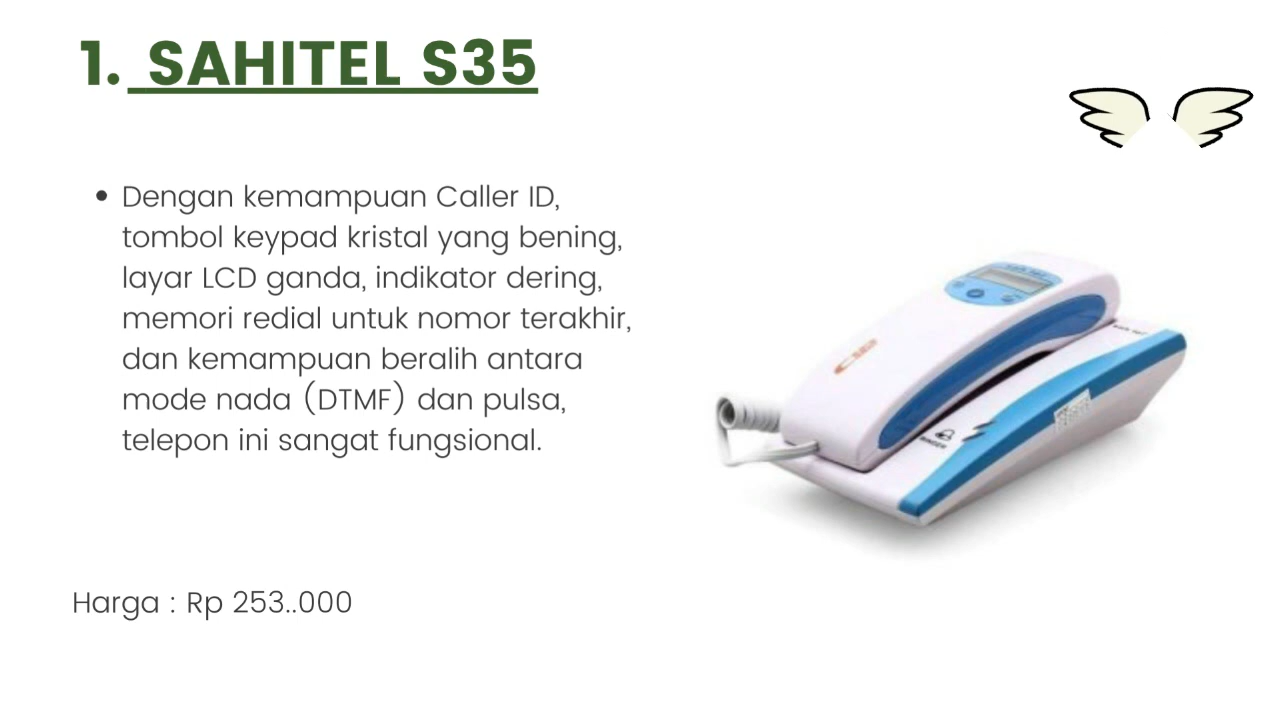 1. SAHITEL S35
Dengan kemampuan Caller ID,
tombol keypad kristal yang bening,
layar LCD ganda, indikator dering,
memori redial untuk nomor terakhir,
dan kemampuan beralih antara
mode nada (DTMF) dan pulsa,
telepon ini sangat fungsional.
Harga : Rp 253..000